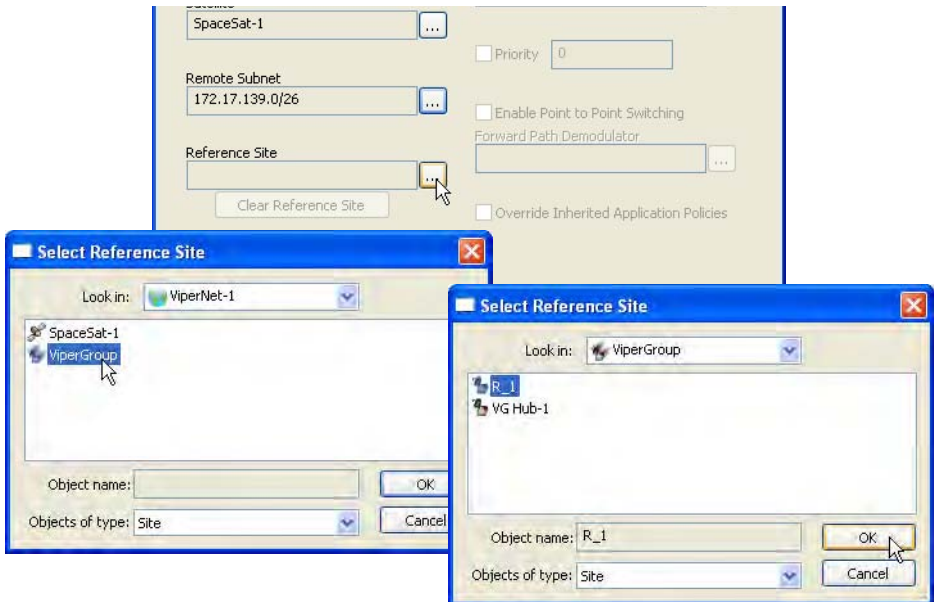 Satellite
SpaceSat-1
...
Priority 0
Remote Subnet
172.17.139.0/26
...
Enable Point to Point Switching
Forward Path Demodulator
...
Reference Site
...
Clear Reference Site
Override Inherited Application Policies
Select Reference Site
Look in: ViperNet-1
SpaceSat-1
ViperGroup
Object name:
OK
Objects of type: Site
Cancel
Select Reference Site
Look in: ViperGroup
R_1
VG Hub-1
Object name: R_1
OK
Objects of type: Site
Cancel